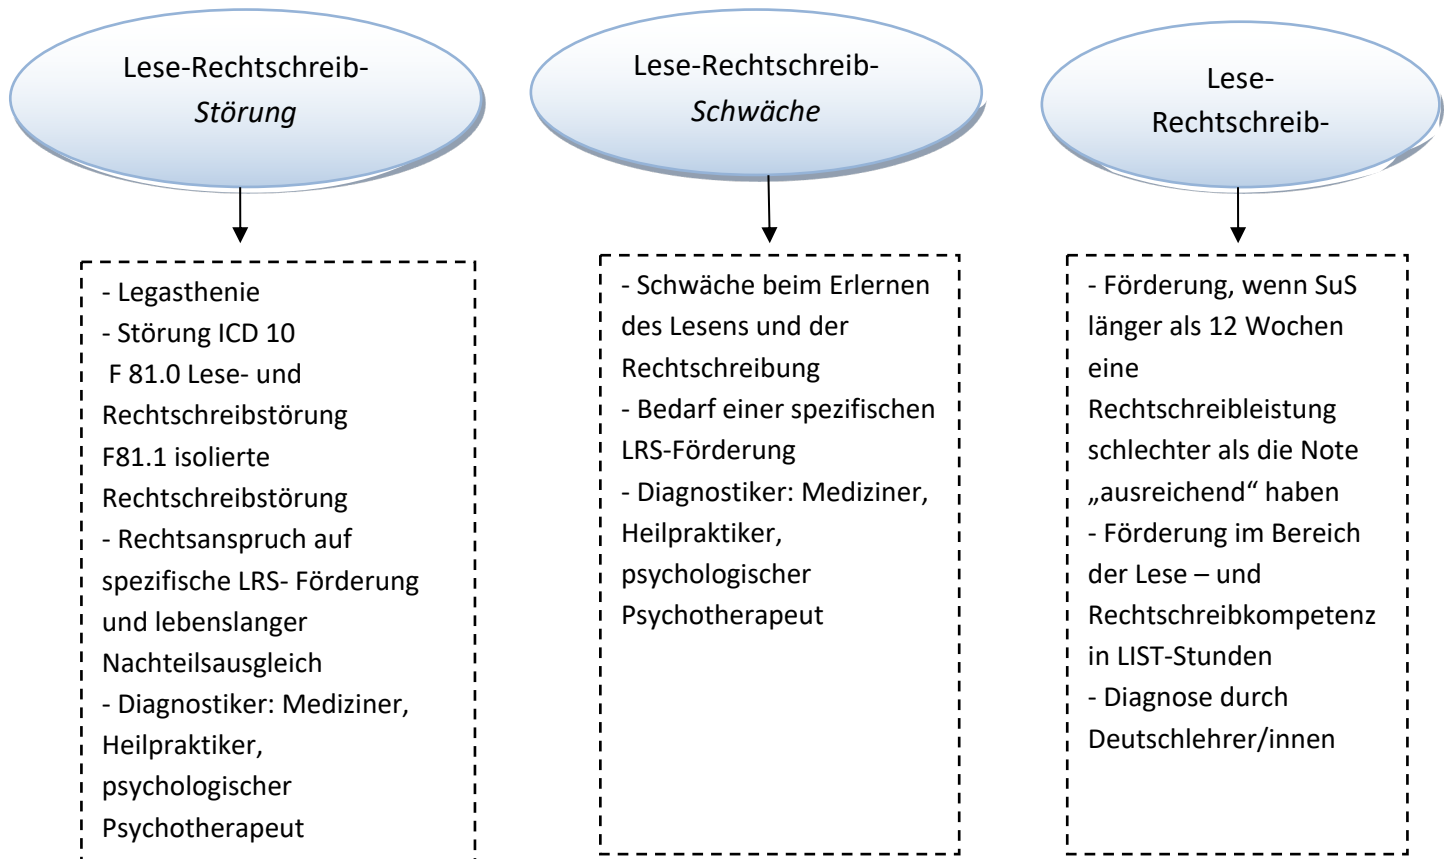 Lese-Rechtschreib-
Störung
- Legasthenie
- Störung ICD 10
F 81.0 Lese- und
Rechtschreibstörung
F81.1 isolierte
Rechtschreibstörung
- Rechtsanspruch auf
spezifische LRS- Förderung
und lebenslanger
Nachteilsausgleich
- Diagnostiker: Mediziner,
Heilpraktiker,
psychologischer
Psychotherapeut
Lese-Rechtschreib-
Schwäche
- Schwäche beim Erlernen
des Lesens und der
Rechtschreibung
- Bedarf einer spezifischen
LRS-Förderung
- Diagnostiker: Mediziner,
Heilpraktiker,
psychologischer
Psychotherapeut
Lese-
Rechtschreib-
- Förderung, wenn SuS
länger als 12 Wochen
eine
Rechtschreibleistung
schlechter als die Note
„ausreichend“ haben
- Förderung im Bereich
der Lese – und
Rechtschreibkompetenz
in LIST-Stunden
- Diagnose durch
Deutschlehrer/innen